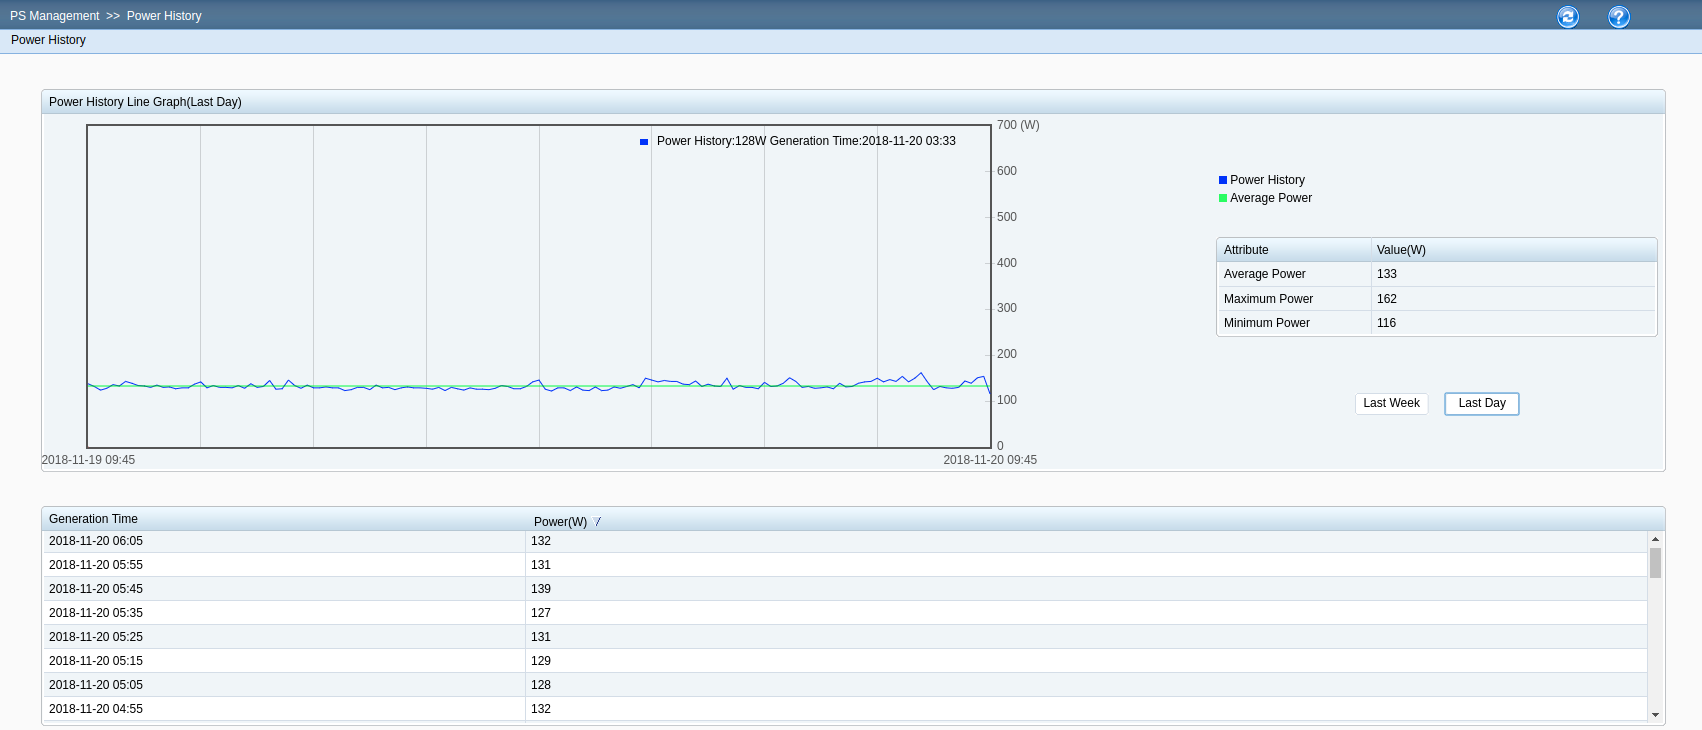 PS Management >> Power History
Power History
Power History Line Graph(Last Day)
700 (W)
Power History:128W Generation Time:2018-11-20 03:33
600
500
400
300
200
100
0
2018-11-19 09:45
2018-11-20 09:45
Power History
Average Power
Attribute Value(W)
Average Power 133
Maximum Power 162
Minimum Power 116
Last Week Last Day
Generation Time Power(W)
2018-11-20 06:05 132
2018-11-20 05:55 131
2018-11-20 05:45 139
2018-11-20 05:35 127
2018-11-20 05:25 131
2018-11-20 05:15 129
2018-11-20 05:05 128
2018-11-20 04:55 132